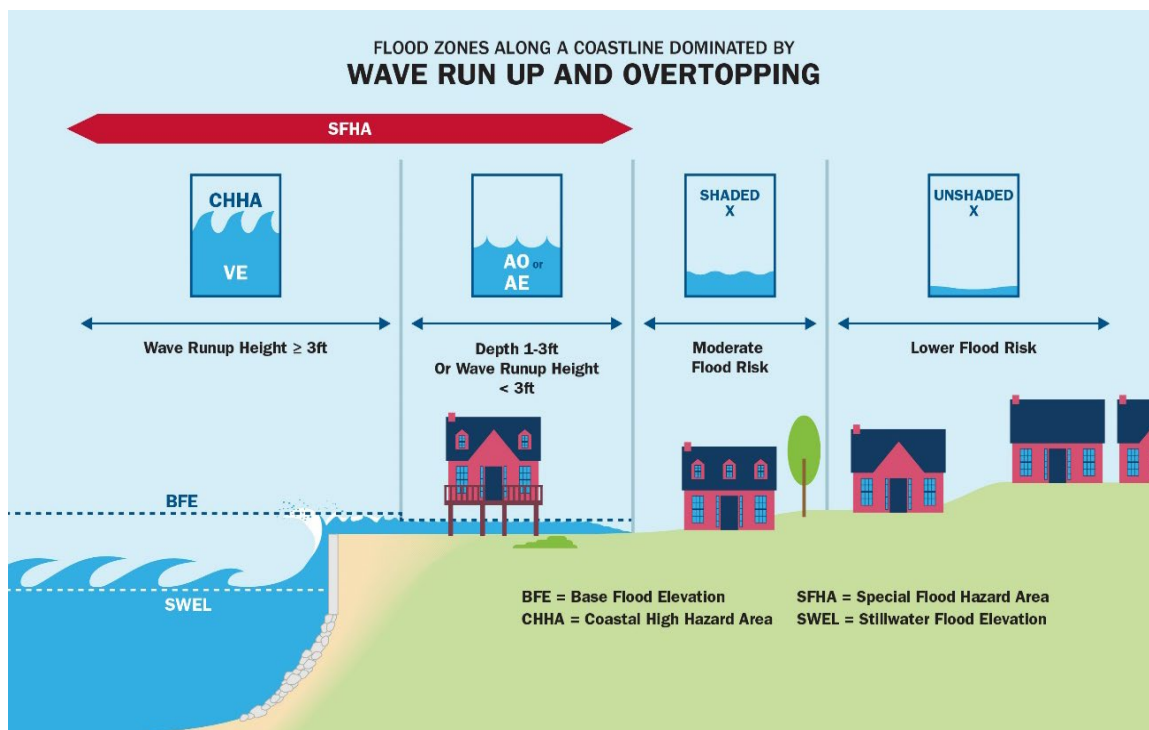 FLOOD ZONES ALONG A COASTLINE DOMINATED BY
WAVE RUN UP AND OVERTOPPING
SFHA
CHHA
VE
AO or
AE
SHADED
X
UNSHADED
X
Wave Runup Height ≥ 3ft
Depth 1-3ft
Or Wave Runup Height
< 3ft
Moderate
Flood RIsk
Lower Flood Risk
BFE
SWEL
BFE = Base Flood Elevation
CHHA = Coastal High Hazard Area
SFHA = Special Flood Hazard Area
SWEL = Stillwater Flood Elevation